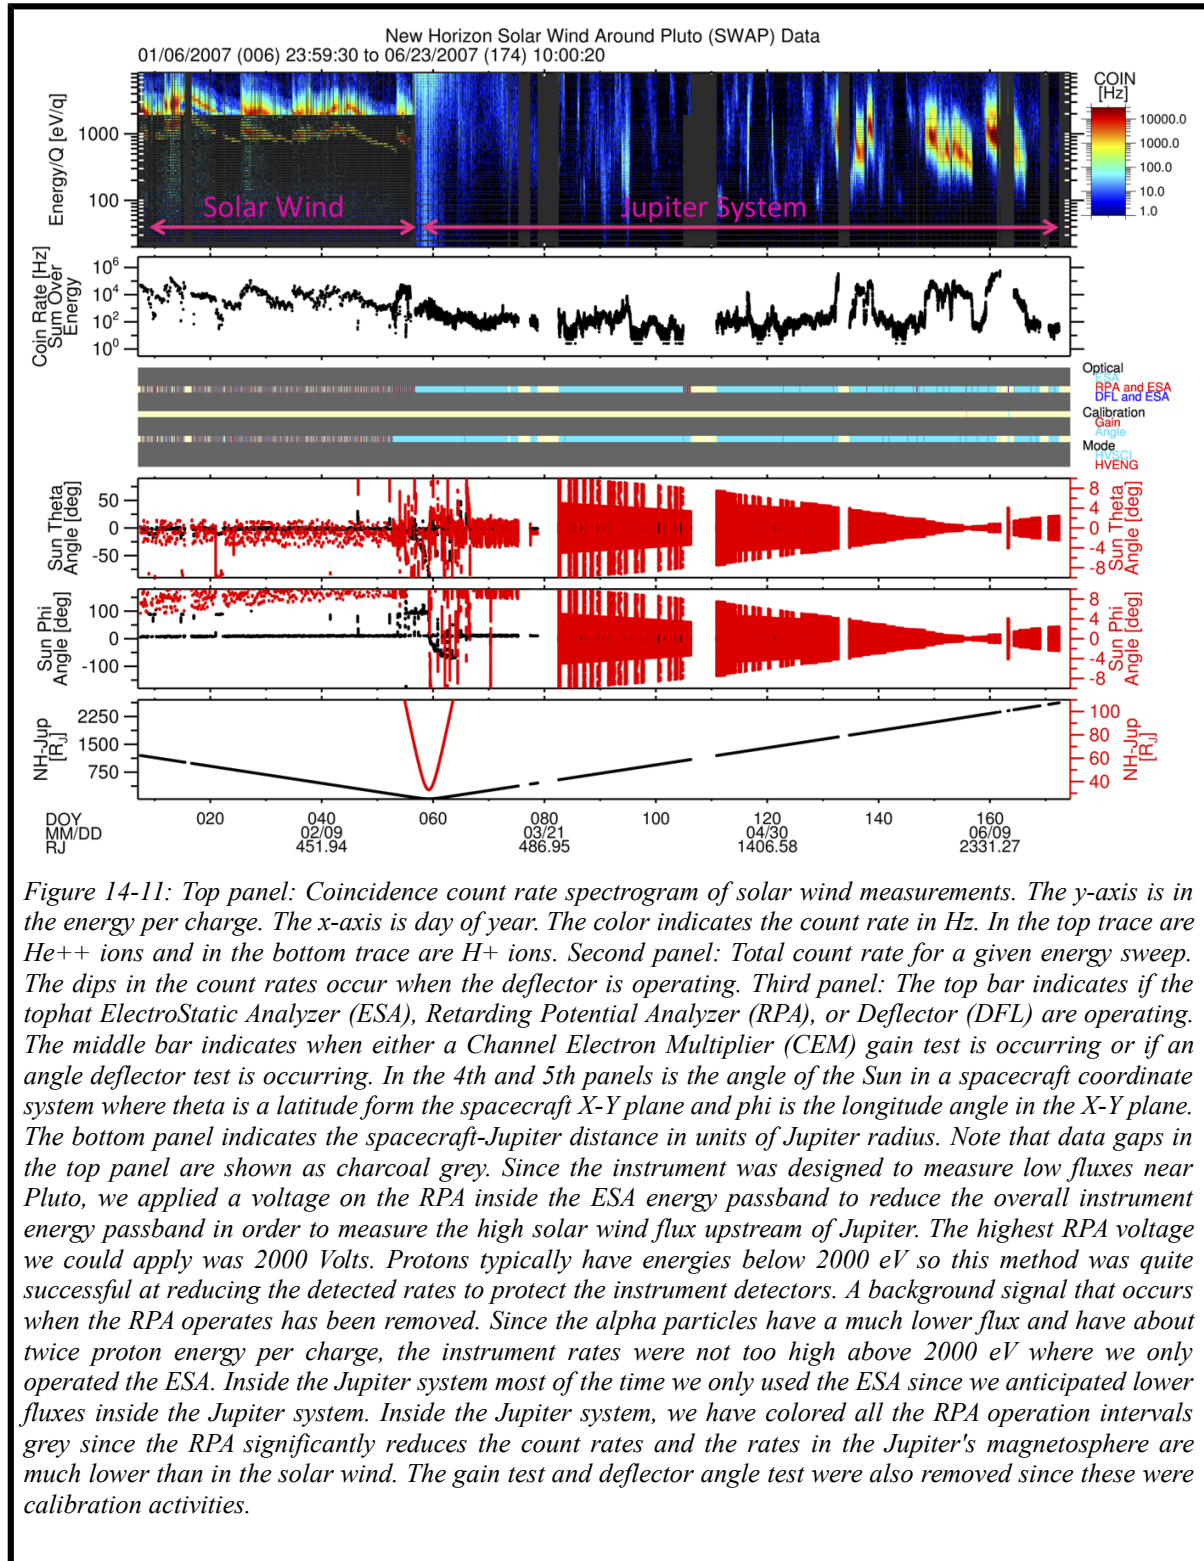 New Horizon Solar Wind Around Pluto (SWAP) Data
01/06/2007 (006) 23:59:30 to 06/23/2007 (174) 10:00:20
COIN
[Hz]
Energy/Q [eV/q]
1000
100
Solar Wind
Jupiter System
10000.0
1000.0
100.0
10.0
1.0
Coin Rate [Hz]
Sum Over
Energy
10^6
10^4
10^2
10^0
Optical
ESA
RPA and ESA
DFL and ESA
Calibration
Gain
Angle
Mode
HVSCI
HVENG
Sun Theta
Angle [deg]
50
0
-50
8
4
0
-4
-8
Sun Theta
Angle [deg]
Sun Phi
Angle [deg]
100
0
-100
8
4
0
-4
-8
Sun Phi
Angle [deg]
NH-Jup
[RJ]
2250
1500
750
100
80
60
40
NH-Jup
[RJ]
DOY 020 040 060 080 100 120 140 160
MM/DD 02/09 03/21 04/30 06/09
RJ 451.94 486.95 1406.58 2331.27
Figure 14-11: Top panel: Coincidence count rate spectrogram of solar wind measurements. The y-axis is in
the energy per charge. The x-axis is day of year. The color indicates the count rate in Hz. In the top trace are
He++ ions and in the bottom trace are H+ ions. Second panel: Total count rate for a given energy sweep.
The dips in the count rates occur when the deflector is operating. Third panel: The top bar indicates if the
tophat ElectroStatic Analyzer (ESA), Retarding Potential Analyzer (RPA), or Deflector (DFL) are operating.
The middle bar indicates when either a Channel Electron Multiplier (CEM) gain test is occurring or if an
angle deflector test is occurring. In the 4th and 5th panels is the angle of the Sun in a spacecraft coordinate
system where theta is a latitude form the spacecraft X-Y plane and phi is the longitude angle in the X-Y plane.
The bottom panel indicates the spacecraft-Jupiter distance in units of Jupiter radius. Note that data gaps in
the top panel are shown as charcoal grey. Since the instrument was designed to measure low fluxes near
Pluto, we applied a voltage on the RPA inside the ESA energy passband to reduce the overall instrument
energy passband in order to measure the high solar wind flux upstream of Jupiter. The highest RPA voltage
we could apply was 2000 Volts. Protons typically have energies below 2000 eV so this method was quite
successful at reducing the detected rates to protect the instrument detectors. A background signal that occurs
when the RPA operates has been removed. Since the alpha particles have a much lower flux and have about
twice proton energy per charge, the instrument rates were not too high above 2000 eV where we only
operated the ESA. Inside the Jupiter system most of the time we only used the ESA since we anticipated lower
fluxes inside the Jupiter system. Inside the Jupiter system, we have colored all the RPA operation intervals
grey since the RPA significantly reduces the count rates and the rates in the Jupiter's magnetosphere are
much lower than in the solar wind. The gain test and deflector angle test were also removed since these were
calibration activities.